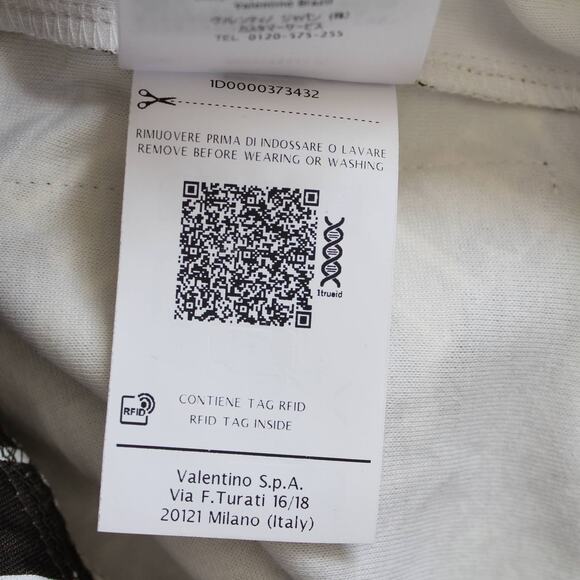 Valentino Brazil
ヴァレンティノ ジャパン (株)
カスタマーサービス
TEL 0120-575-255
1D0000373432
RIMUOVERE PRIMA DI INDOSSARE O LAVARE
REMOVE BEFORE WEARING OR WASHING
1trueid
RFID
CONTIENE TAG RFID
RFID TAG INSIDE
Valentino S.p.A.
Via F.Turati 16/18
20121 Milano (Italy)